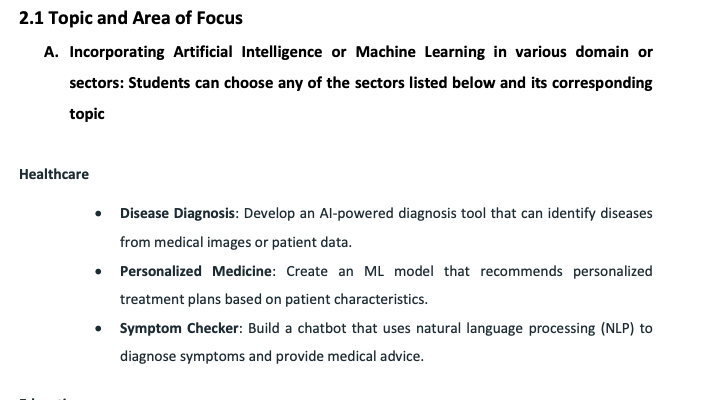 2.1 Topic and Area of Focus
A. Incorporating Artificial Intelligence or Machine Learning in various domain or
sectors: Students can choose any of the sectors listed below and its corresponding
topic
Healthcare
• Disease Diagnosis: Develop an AI-powered diagnosis tool that can identify diseases
from medical images or patient data.
• Personalized Medicine: Create an ML model that recommends personalized
treatment plans based on patient characteristics.
• Symptom Checker: Build a chatbot that uses natural language processing (NLP) to
diagnose symptoms and provide medical advice.